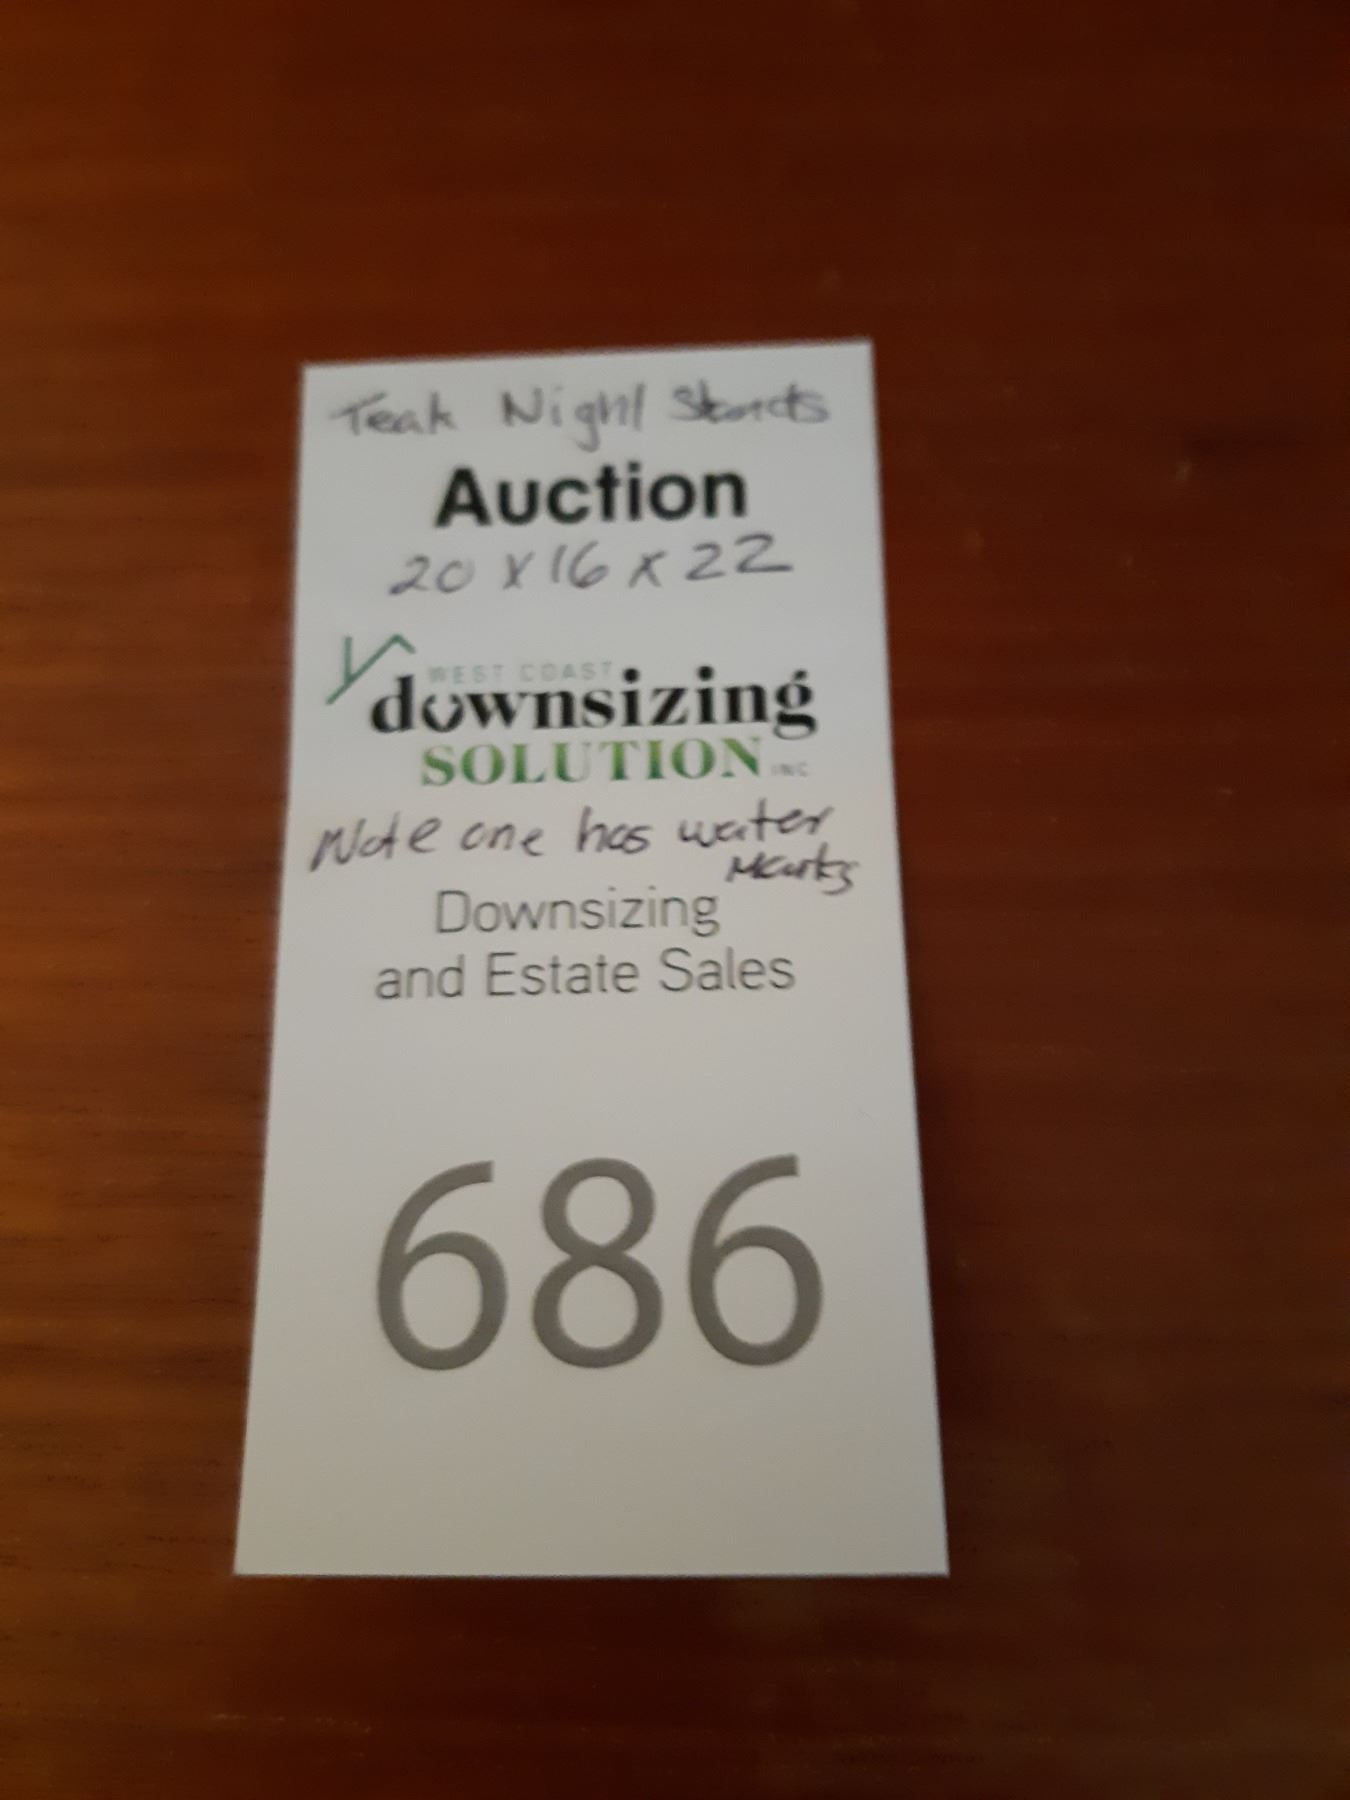 Teak Night Stands
Auction
20 x 16 x 22
WEST COAST
downsizing
SOLUTION INC
Note one has water
Marks
Downsizing
and Estate Sales
686